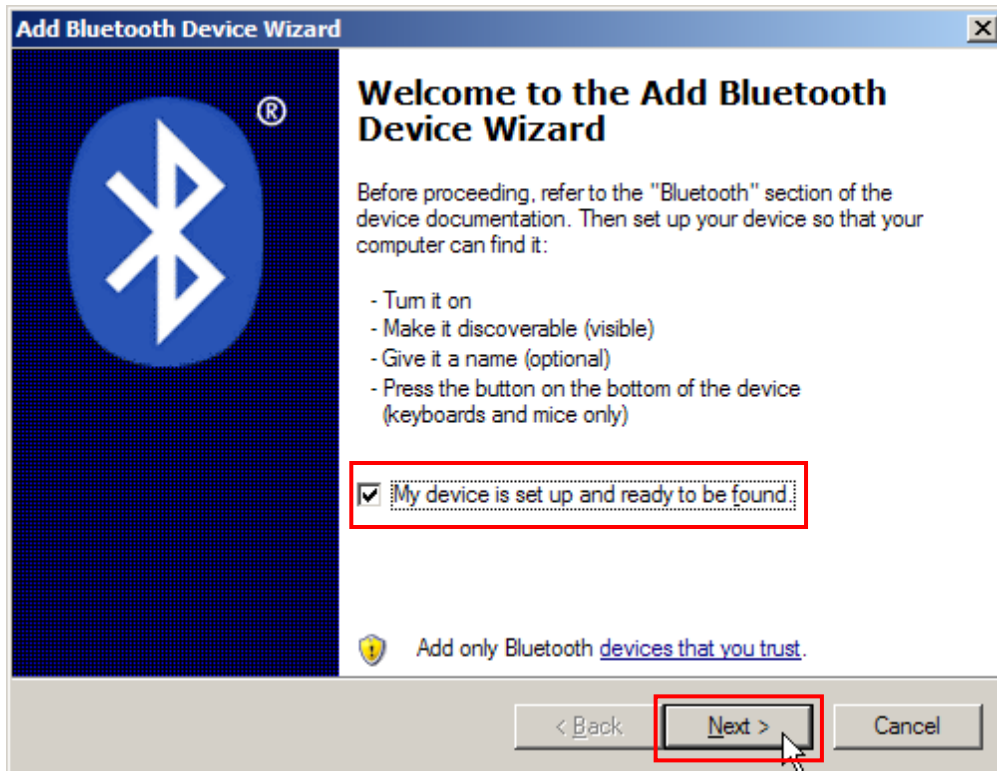 Add Bluetooth Device Wizard
®
Welcome to the Add Bluetooth
Device Wizard
Before proceeding, refer to the "Bluetooth" section of the
device documentation. Then set up your device so that your
computer can find it:
- Turn it on
- Make it discoverable (visible)
- Give it a name (optional)
- Press the button on the bottom of the device
(keyboards and mice only)
My device is set up and ready to be found.
Add only Bluetooth devices that you trust.
< Back Next > Cancel